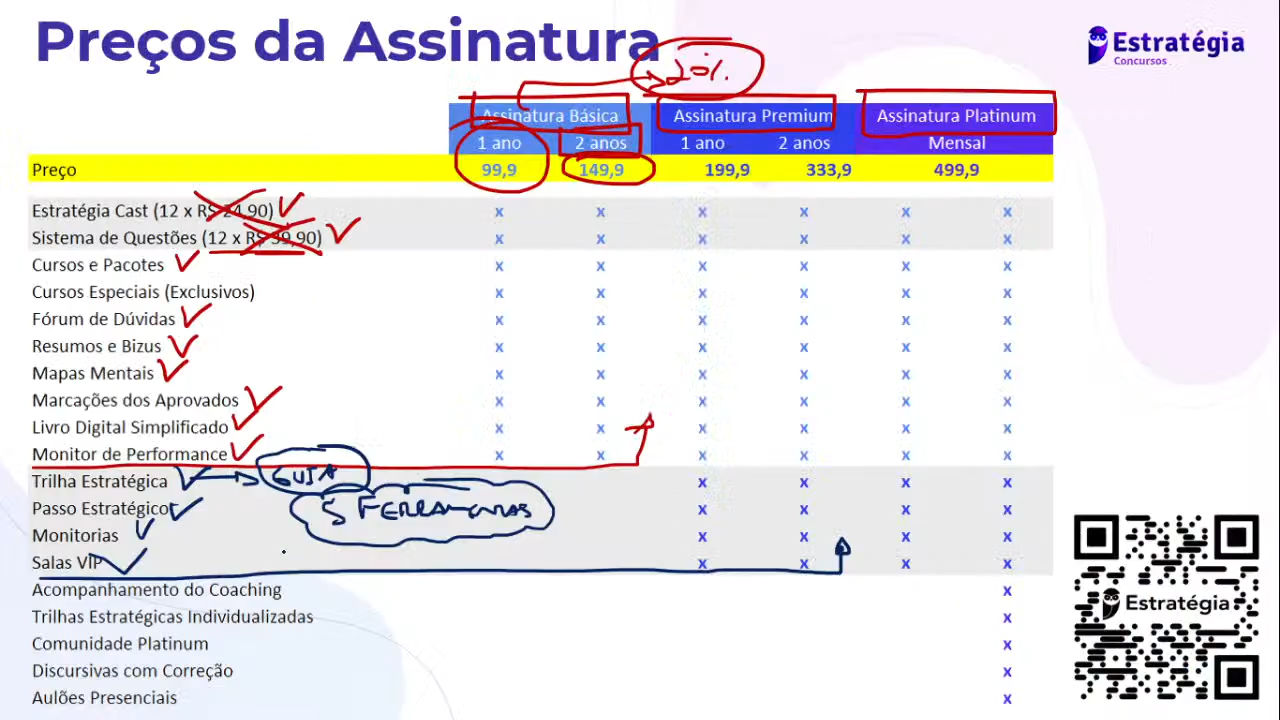 Preços da Assinatura
Estratégia
Concursos
20%
Assinatura Básica Assinatura Premium Assinatura Platinum
1 ano 2 anos 1 ano 2 anos Mensal
Preço 99,9 149,9 199,9 333,9 499,9
Estratégia Cast (12 x R$ 24,90) x x x x x x
Sistema de Questões (12 x R$ 39,90) x x x x x x
Cursos e Pacotes x x x x x x
Cursos Especiais (Exclusivos) x x x x x x
Fórum de Dúvidas x x x x x x
Resumos e Bizus x x x x x x
Mapas Mentais x x x x x x
Marcações dos Aprovados x x x x x x
Livro Digital Simplificado x x x x x x
Monitor de Performance x x x x x x
Trilha Estratégica GUIA x x x x
Passo Estratégico 5 FERRAMENTAS x x x x
Monitorias x x x x
Salas VIP x x x x
Acompanhamento do Coaching x
Trilhas Estratégicas Individualizadas x
Comunidade Platinum x
Discursivas com Correção x
Aulões Presenciais x
Estratégia